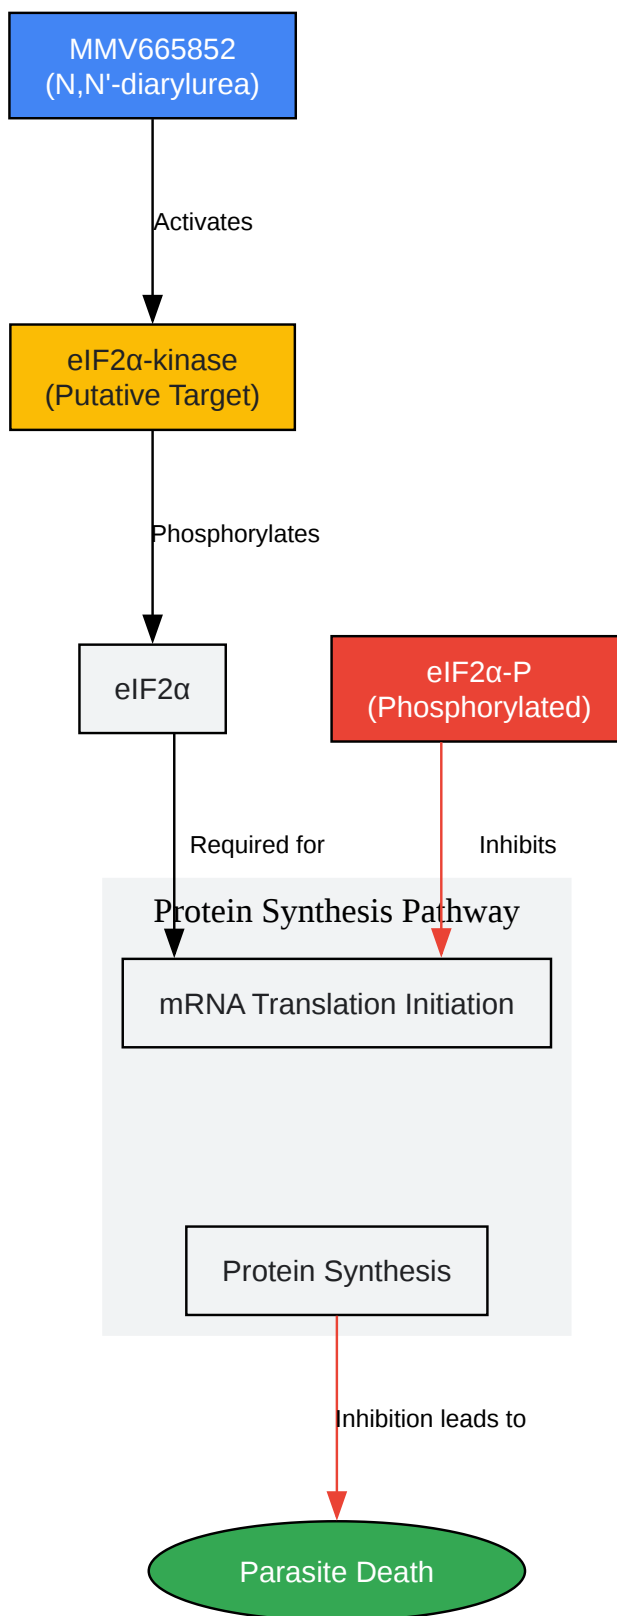 MMV665852
(N,N'-diarylurea)
Activates
eIF2α-kinase
(Putative Target)
Phosphorylates
eIF2α
eIF2α-P
(Phosphorylated)
Required for
Inhibits
Protein Synthesis Pathway
mRNA Translation Initiation
Protein Synthesis
Inhibition leads to
Parasite Death